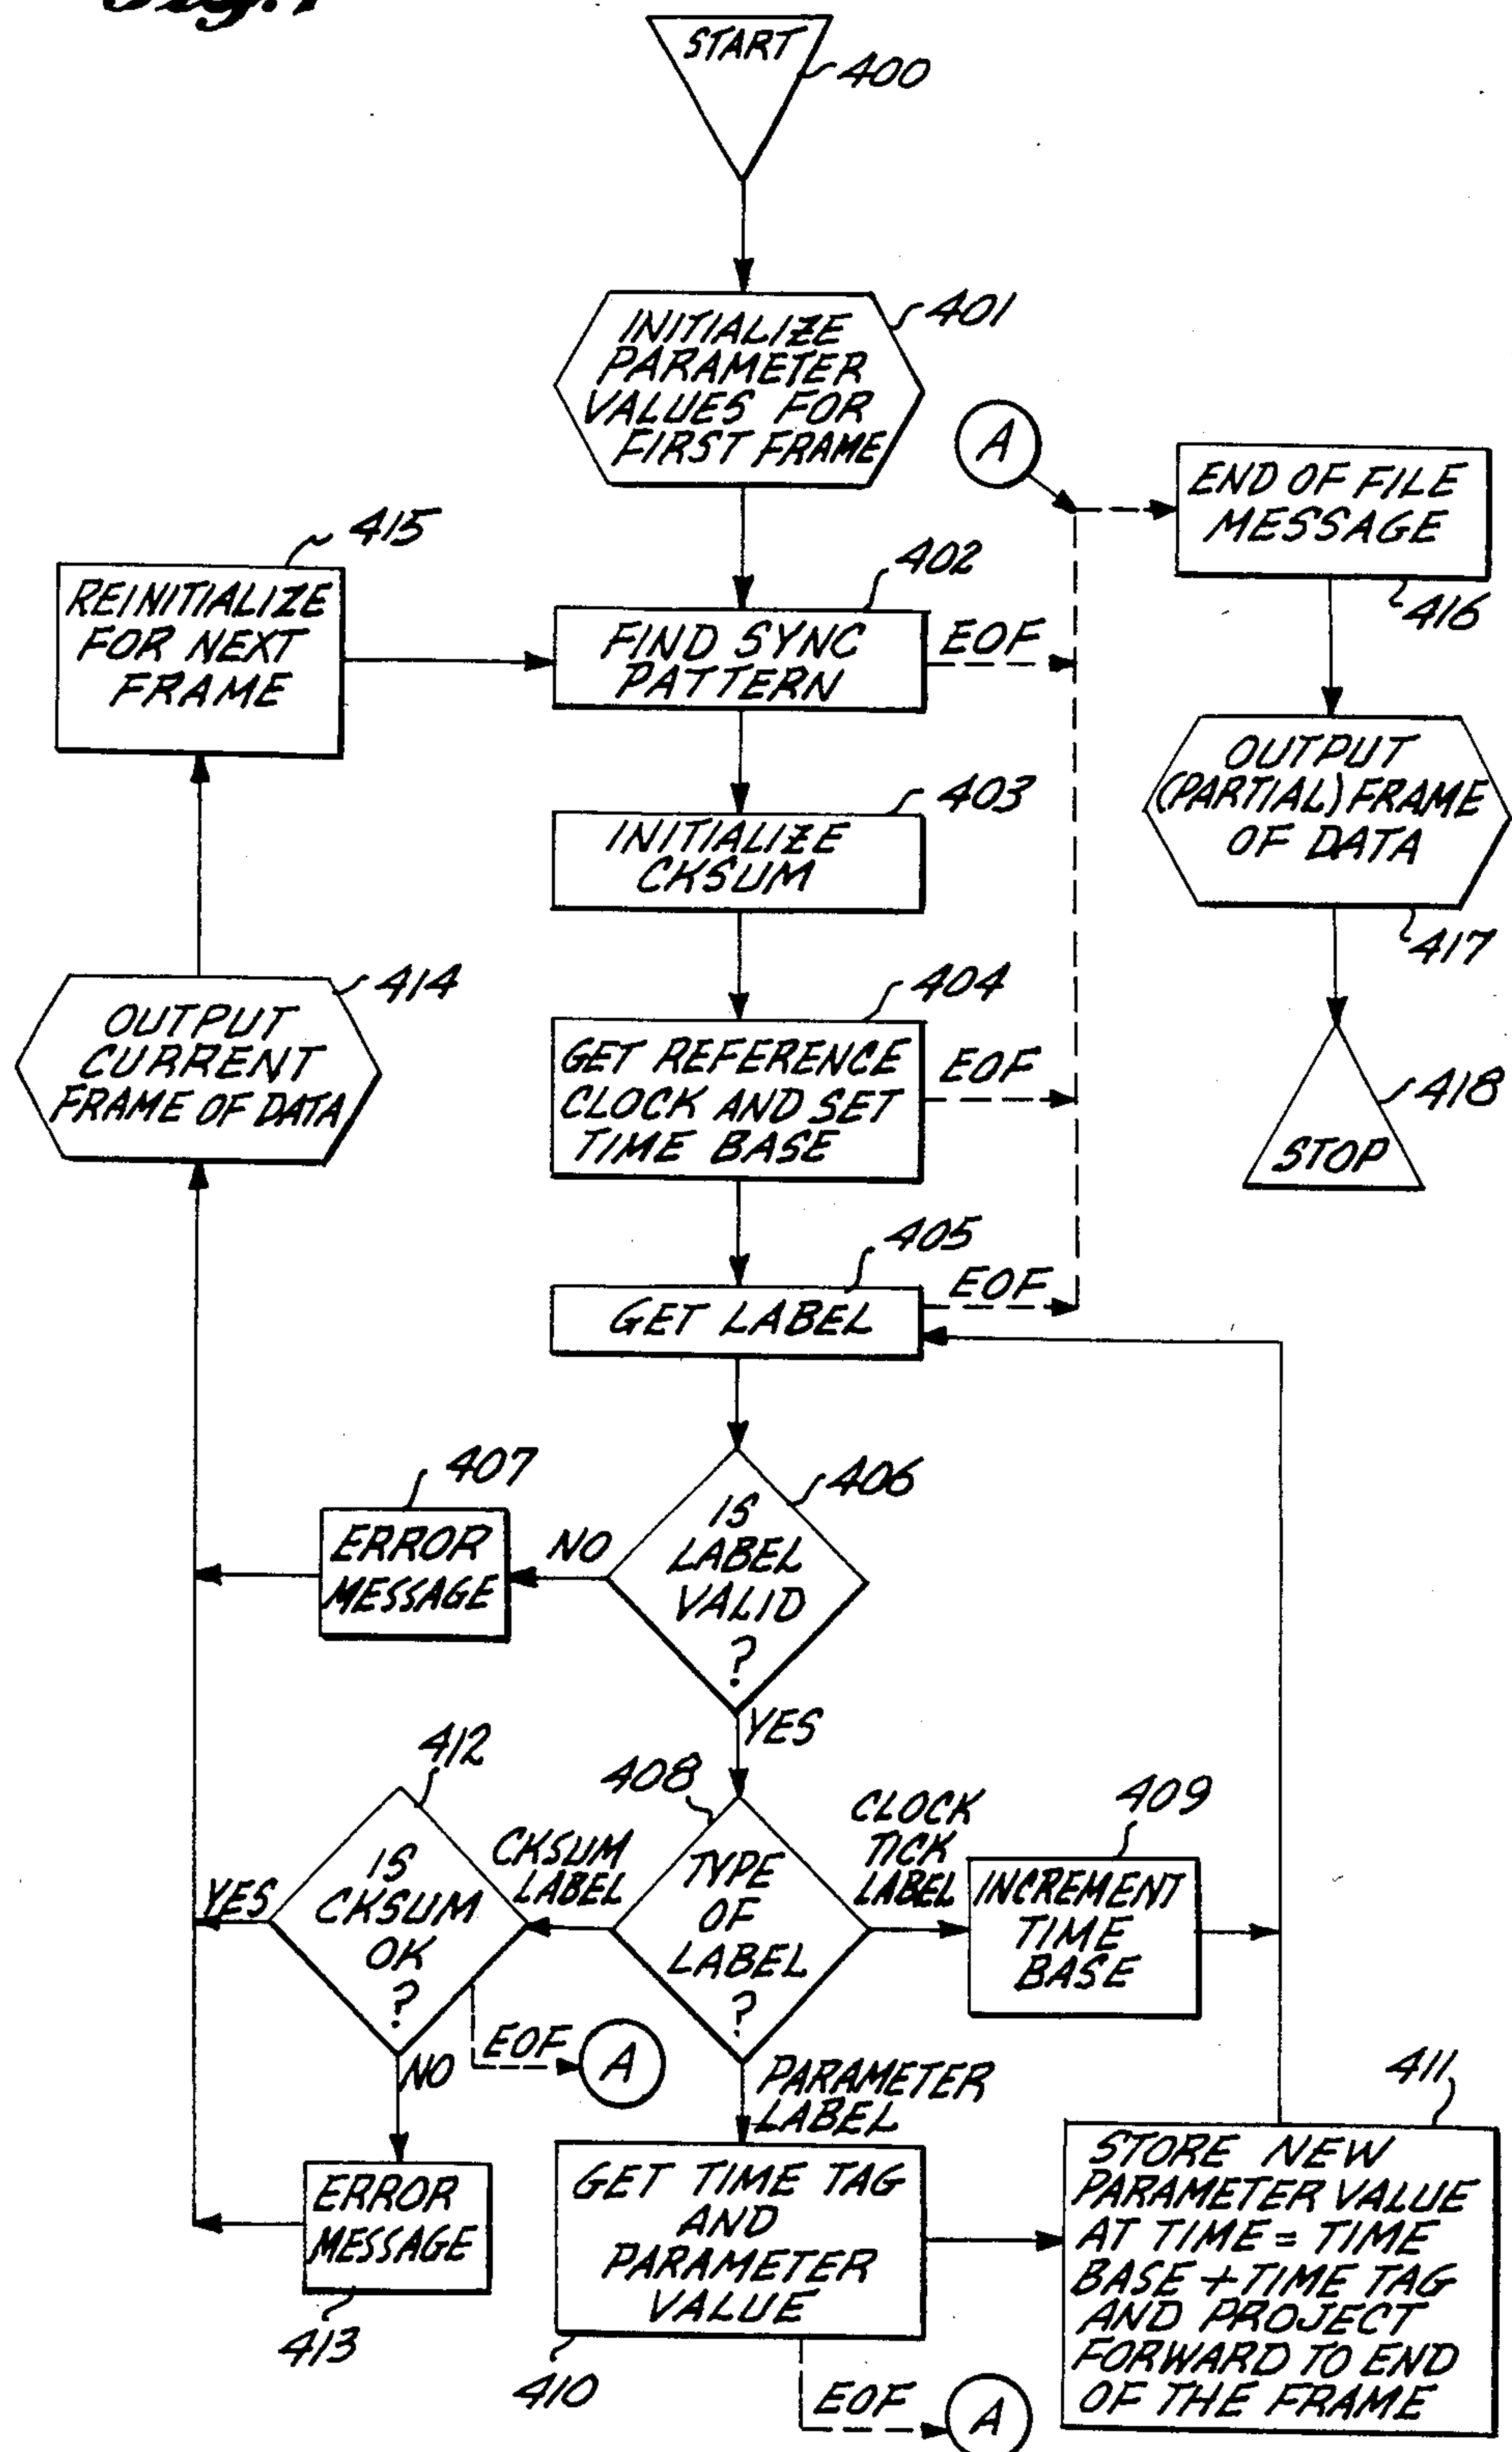 START
400
INITIALIZE
PARAMETER
VALUES FOR
FIRST FRAME
401
A
END OF FILE
MESSAGE
416
415
REINITIALIZE
FOR NEXT
FRAME
402
FIND SYNC
PATTERN
EOF
OUTPUT
(PARTIAL) FRAME
OF DATA
417
403
INITIALIZE
CKSUM
414
OUTPUT
CURRENT
FRAME OF DATA
404
GET REFERENCE
CLOCK AND SET
TIME BASE
EOF
418
STOP
405
GET LABEL
EOF
406
IS
LABEL
VALID
?
NO
407
ERROR
MESSAGE
YES
412
IS
CKSUM
OK
?
YES
CKSUM
LABEL
408
TYPE
OF
LABEL
?
CLOCK
TICK
LABEL
409
INCREMENT
TIME
BASE
EOF
A
NO
PARAMETER
LABEL
ERROR
MESSAGE
413
GET TIME TAG
AND
PARAMETER
VALUE
410
EOF
A
411
STORE NEW
PARAMETER VALUE
AT TIME = TIME
BASE + TIME TAG
AND PROJECT
FORWARD TO END
OF THE FRAME